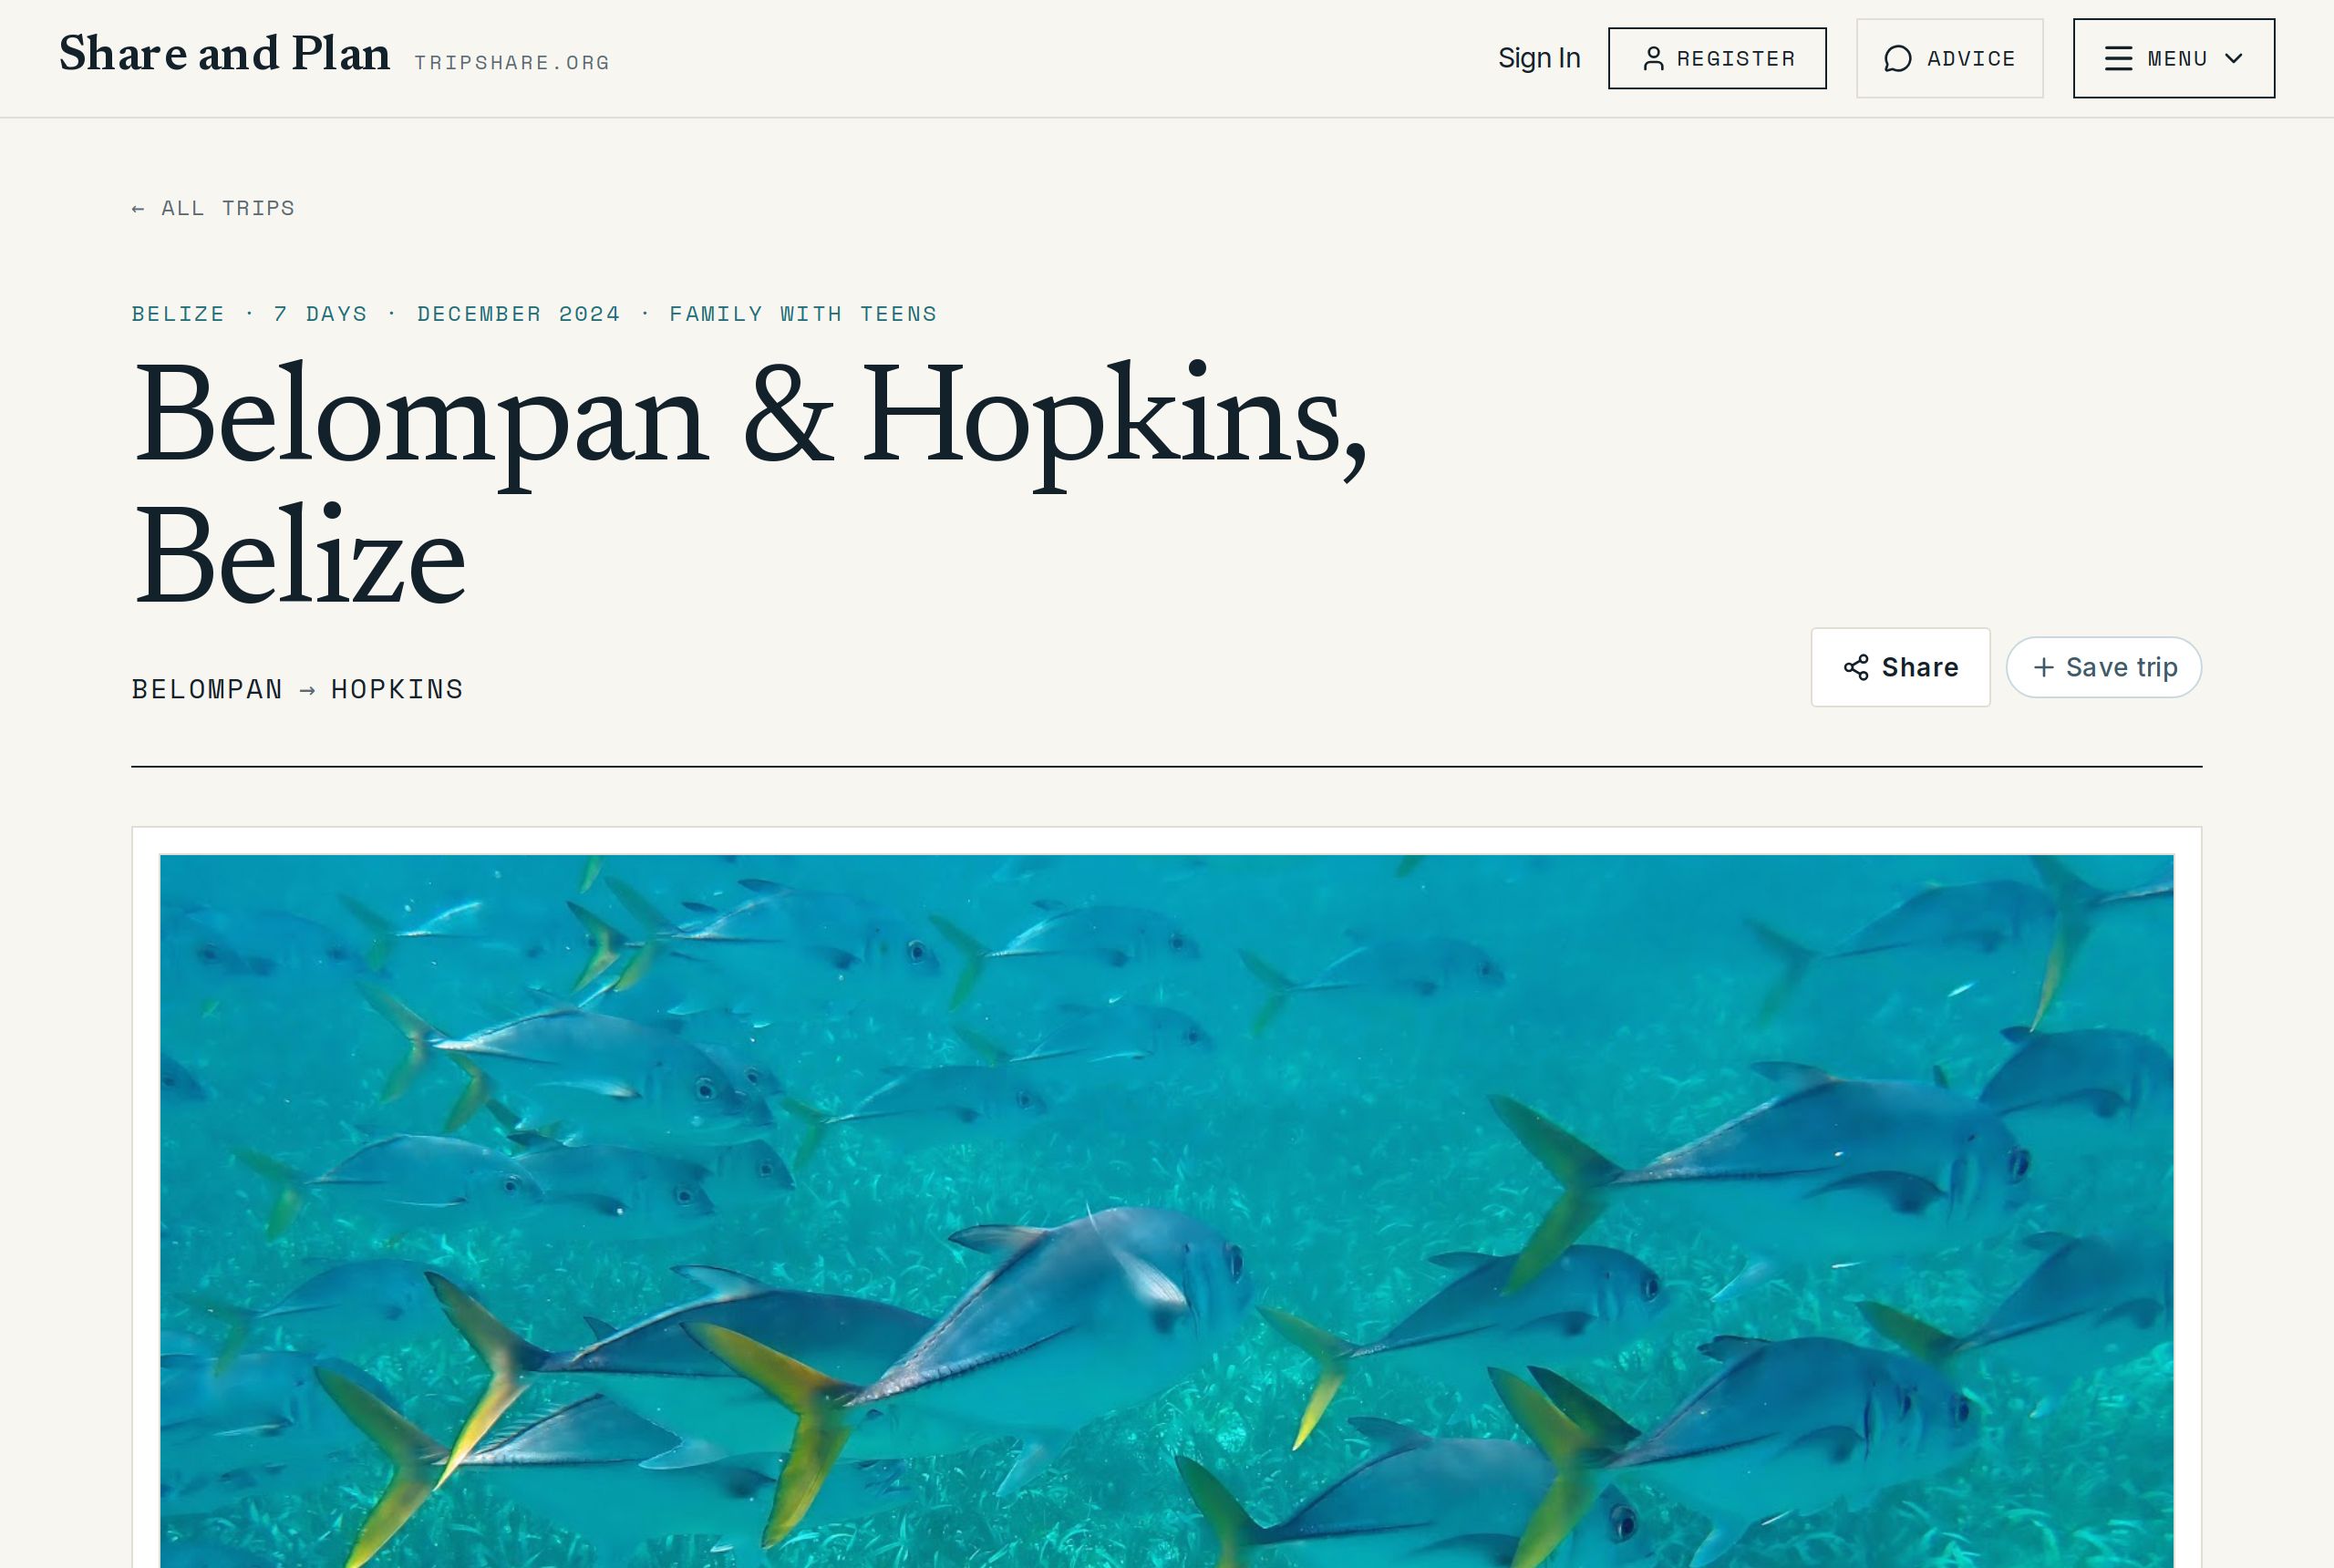 Share and Plan TRIPSHARE.ORG Sign In REGISTER ADVICE MENU
← ALL TRIPS
BELIZE · 7 DAYS · DECEMBER 2024 · FAMILY WITH TEENS
Belompan & Hopkins,
Belize
BELOMPAN → HOPKINS
Share + Save trip